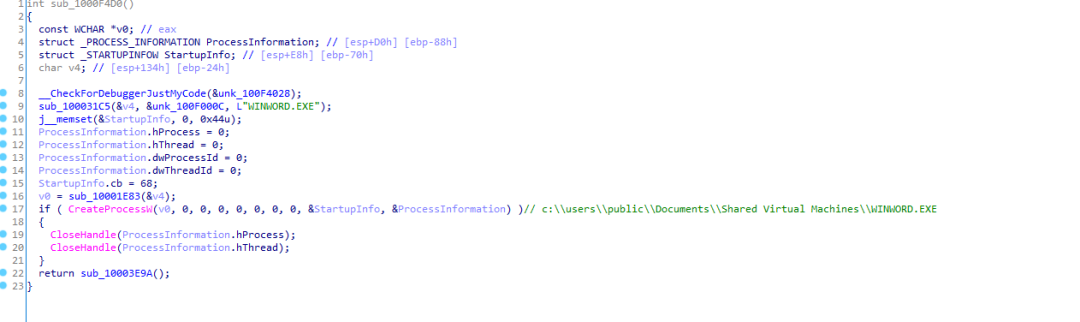 1 int sub_1000F4D0()
2 {
3 const WCHAR *v0; // eax
4 struct _PROCESS_INFORMATION ProcessInformation; // [esp+D0h] [ebp-88h]
5 struct _STARTUPINFOW StartupInfo; // [esp+E8h] [ebp-70h]
6 char v4; // [esp+134h] [ebp-24h]
7
8 __CheckForDebuggerJustMyCode(&unk_100F4028);
9 sub_100031C5(&v4, &unk_100F000C, L"WINWORD.EXE");
10 j__memset(&StartupInfo, 0, 0x44u);
11 ProcessInformation.hProcess = 0;
12 ProcessInformation.hThread = 0;
13 ProcessInformation.dwProcessId = 0;
14 ProcessInformation.dwThreadId = 0;
15 StartupInfo.cb = 68;
16 v0 = sub_10001E83(&v4);
17 if ( CreateProcessW(v0, 0, 0, 0, 0, 0, 0, 0, &StartupInfo, &ProcessInformation) )// c:\\users\\public\\Documents\\Shared Virtual Machines\\WINWORD.EXE
18 {
19 CloseHandle(ProcessInformation.hProcess);
20 CloseHandle(ProcessInformation.hThread);
21 }
22 return sub_10003E9A();
23 }